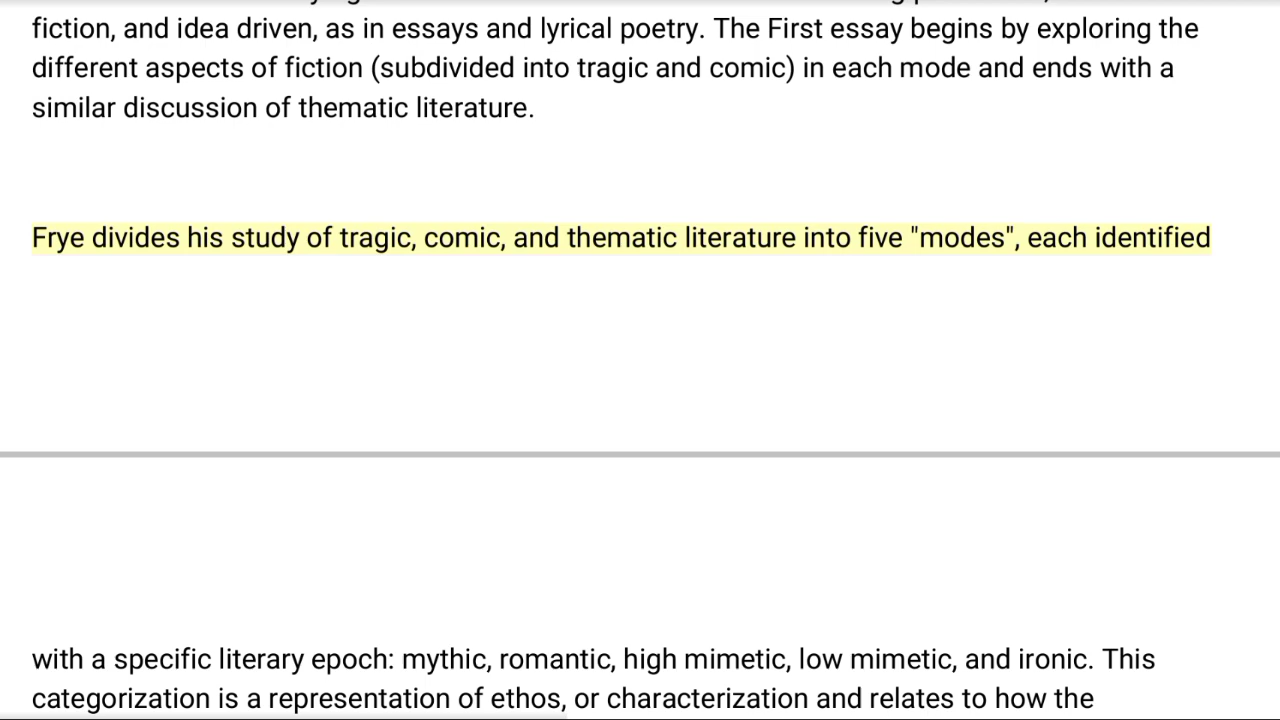 fiction, and idea driven, as in essays and lyrical poetry. The First essay begins by exploring the
different aspects of fiction (subdivided into tragic and comic) in each mode and ends with a
similar discussion of thematic literature.
Frye divides his study of tragic, comic, and thematic literature into five "modes", each identified
with a specific literary epoch: mythic, romantic, high mimetic, low mimetic, and ironic. This
categorization is a representation of ethos, or characterization and relates to how the